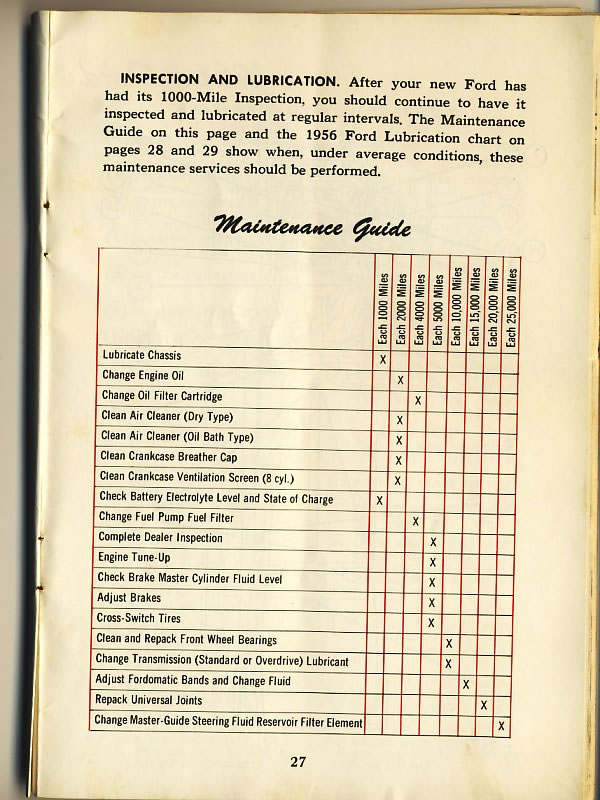 INSPECTION AND LUBRICATION. After your new Ford has
had its 1000-Mile Inspection, you should continue to have it
inspected and lubricated at regular intervals. The Maintenance
Guide on this page and the 1956 Ford Lubrication chart on
pages 28 and 29 show when, under average conditions, these
maintenance services should be performed.
Maintenance Guide
Each 1000 Miles
Each 2000 Miles
Each 4000 Miles
Each 5000 Miles
Each 10,000 Miles
Each 15,000 Miles
Each 20,000 Miles
Each 25,000 Miles
Lubricate Chassis X
Change Engine Oil X
Change Oil Filter Cartridge X
Clean Air Cleaner (Dry Type) X
Clean Air Cleaner (Oil Bath Type) X
Clean Crankcase Breather Cap X
Clean Crankcase Ventilation Screen (8 cyl.) X
Check Battery Electrolyte Level and State of Charge X
Change Fuel Pump Fuel Filter X
Complete Dealer Inspection X
Engine Tune-Up X
Check Brake Master Cylinder Fluid Level X
Adjust Brakes X
Cross-Switch Tires X
Clean and Repack Front Wheel Bearings X
Change Transmission (Standard or Overdrive) Lubricant X
Adjust Fordomatic Bands and Change Fluid X
Repack Universal Joints X
Change Master-Guide Steering Fluid Reservoir Filter Element X
27